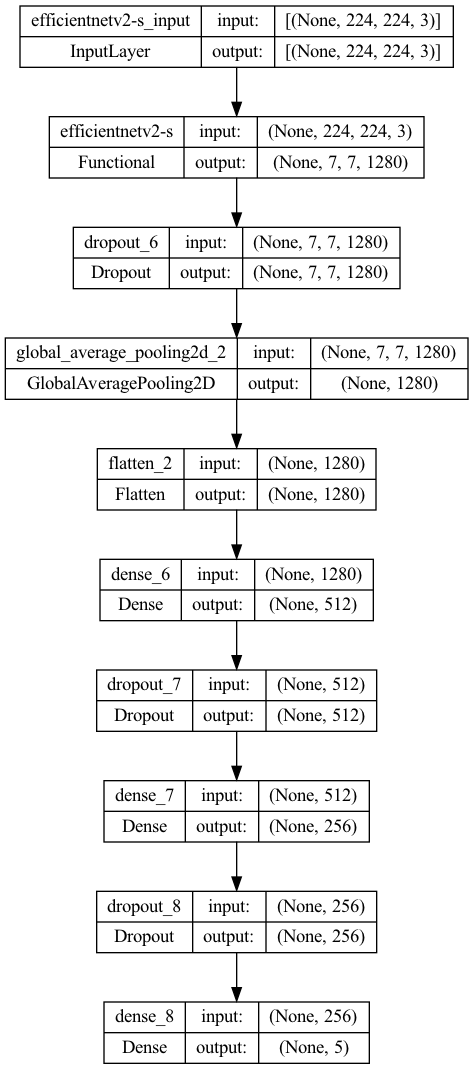 efficientnetv2-s_input input: [(None, 224, 224, 3)]
InputLayer output: [(None, 224, 224, 3)]
efficientnetv2-s input: (None, 224, 224, 3)
Functional output: (None, 7, 7, 1280)
dropout_6 input: (None, 7, 7, 1280)
Dropout output: (None, 7, 7, 1280)
global_average_pooling2d_2 input: (None, 7, 7, 1280)
GlobalAveragePooling2D output: (None, 1280)
flatten_2 input: (None, 1280)
Flatten output: (None, 1280)
dense_6 input: (None, 1280)
Dense output: (None, 512)
dropout_7 input: (None, 512)
Dropout output: (None, 512)
dense_7 input: (None, 512)
Dense output: (None, 256)
dropout_8 input: (None, 256)
Dropout output: (None, 256)
dense_8 input: (None, 256)
Dense output: (None, 5)